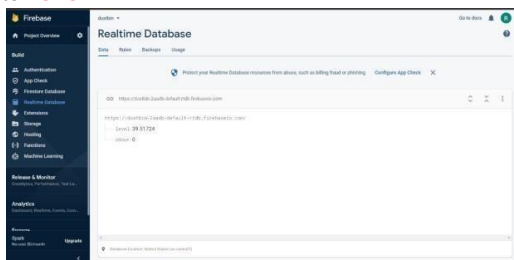 Firebase
Project Overview
Build
Authentication
App Check
Firestore Database
Realtime Database
Extensions
Storage
Hosting
Functions
Machine Learning
Release & Monitor
Analytics
Spark
Upgrade
dustbin
Go to docs
R
Realtime Database
Data Rules Backups Usage
Protect your Realtime Database resources from abuse, such as billing fraud or phishing Configure App Check
level: 39.51724
: 0